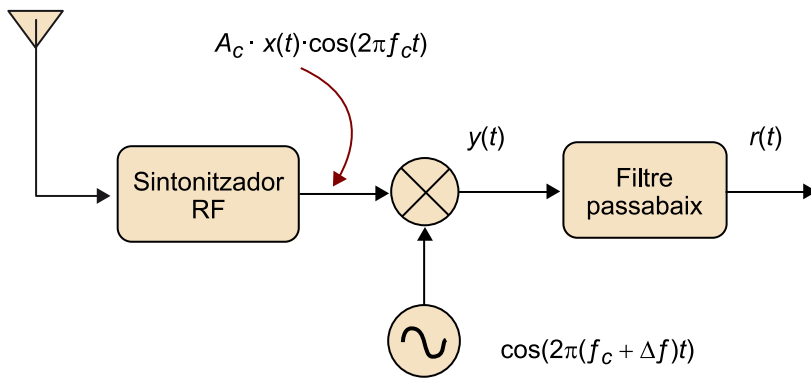 A_c · x(t)·cos(2πf_ct)
y(t)
r(t)
Sintonitzador
RF
Filtre
passabaix
cos(2π(f_c + Δf)t)